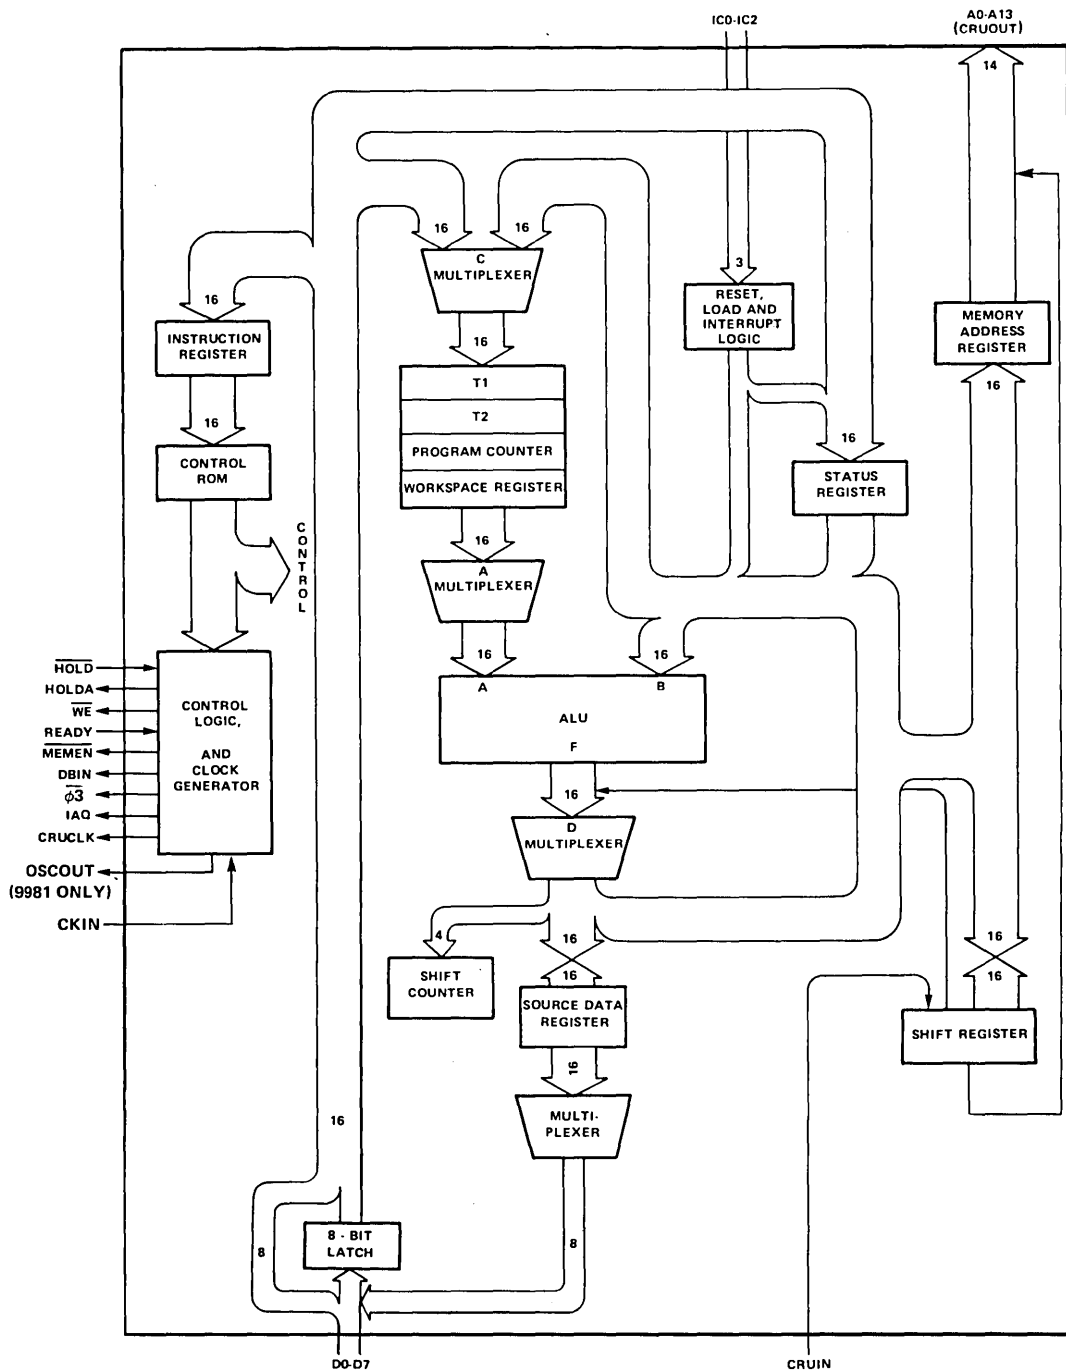 IC0-IC2
A0-A13
(CRUOUT)
14
16
16
16
C
MULTIPLEXER
3
RESET,
LOAD AND
INTERRUPT
LOGIC
16
INSTRUCTION
REGISTER
MEMORY
ADDRESS
REGISTER
16
16
T1
T2
PROGRAM COUNTER
WORKSPACE REGISTER
16
CONTROL
ROM
16
STATUS
REGISTER
CONTROL
16
A
MULTIPLEXER
16
16
A
B
ALU
F
HOLD
HOLDA
WE
READY
MEMEN
DBIN
φ3
IAQ
CRUCLK
CONTROL
LOGIC,
AND
CLOCK
GENERATOR
OSCOUT
(9981 ONLY)
CKIN
16
D
MULTIPLEXER
4
SHIFT
COUNTER
16
16
SOURCE DATA
REGISTER
16
16
SHIFT REGISTER
16
MULTI-
PLEXER
16
8 - BIT
LATCH
8
8
D0-D7
CRUIN